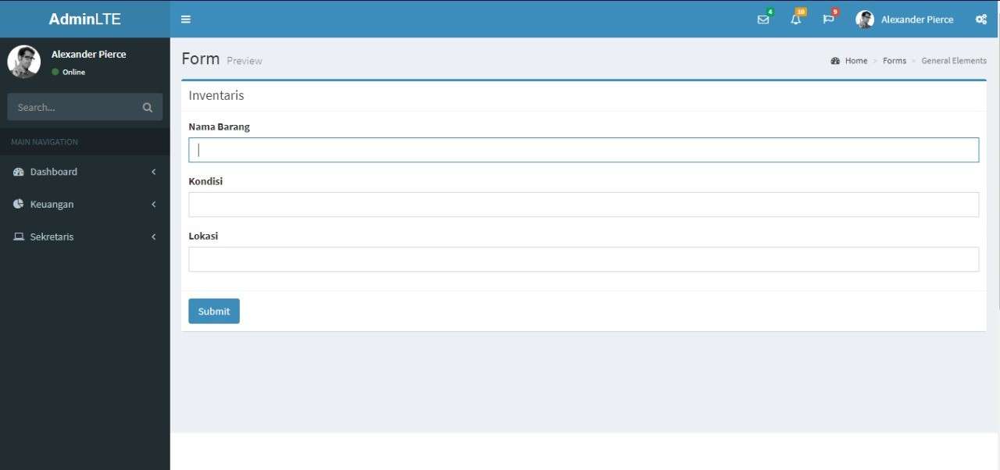 AdminLTE
4
10
9
Alexander Pierce
Alexander Pierce
Online
Search...
MAIN NAVIGATION
Dashboard
Keuangan
Sekretaris
Form Preview
Home > Forms > General Elements
Inventaris
Nama Barang
Kondisi
Lokasi
Submit